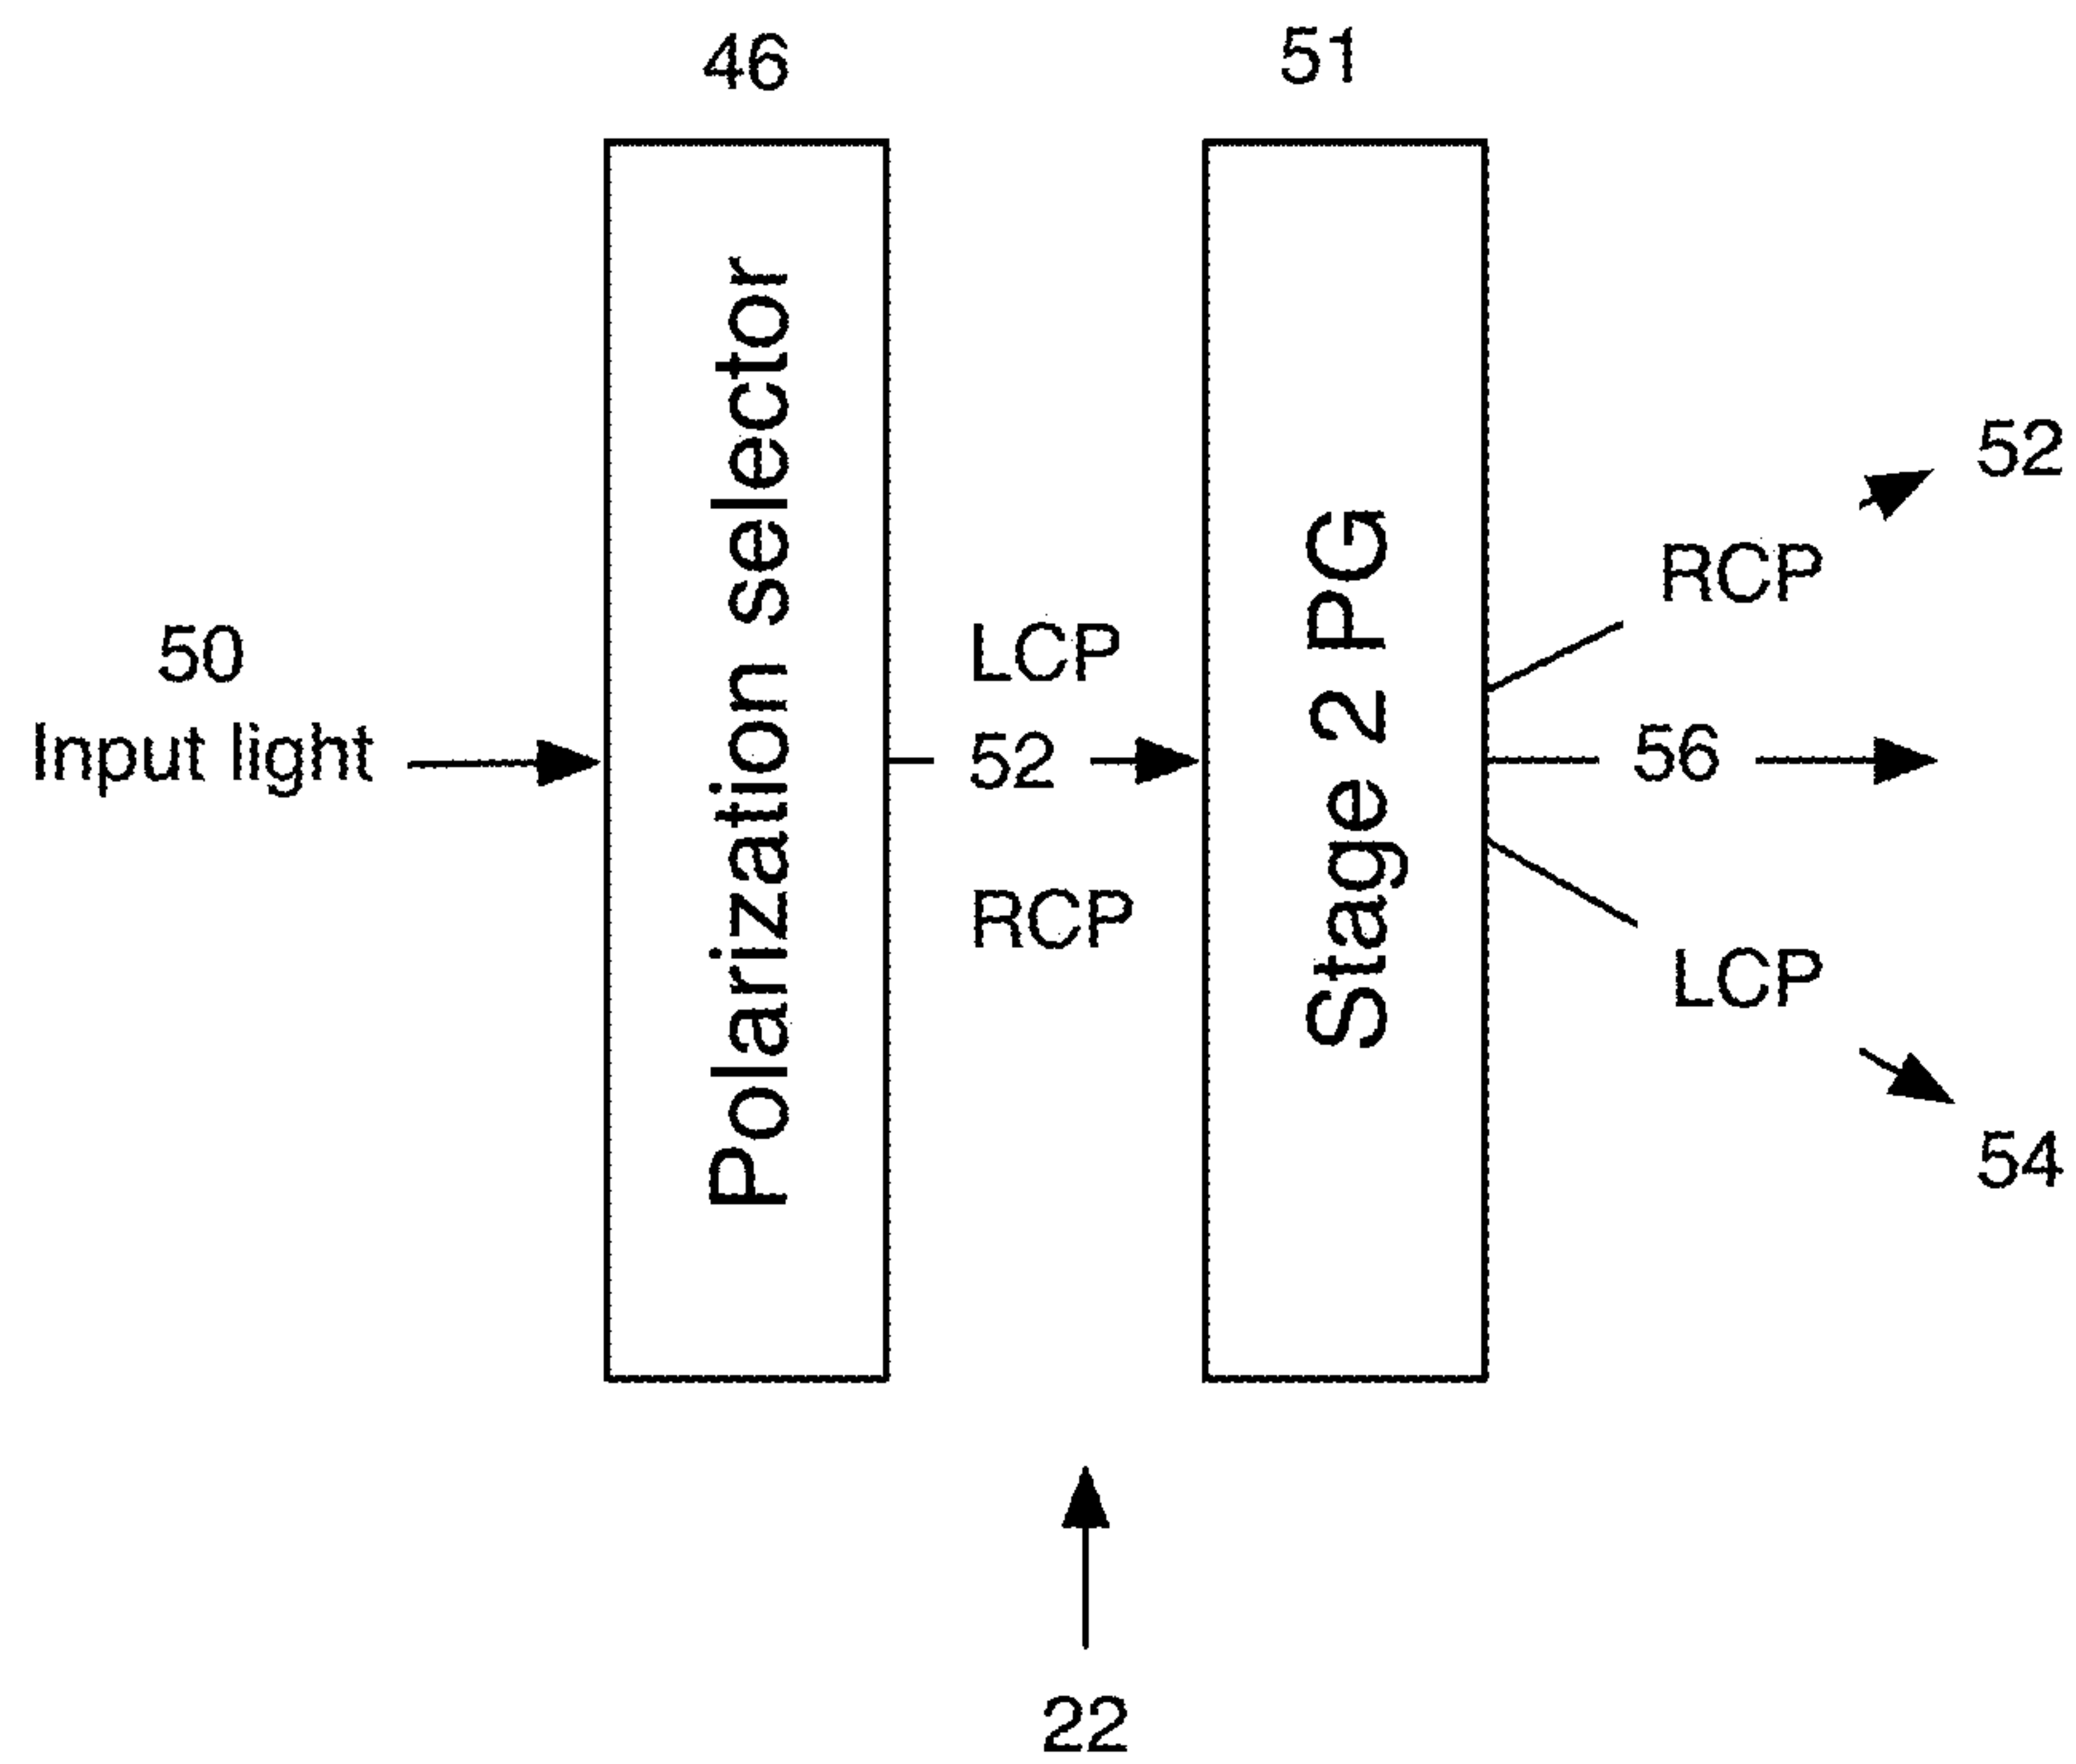 46
51
50
Input light
Polarization selector
LCP
52
RCP
Stage 2 PG
52
RCP
56
LCP
54
22